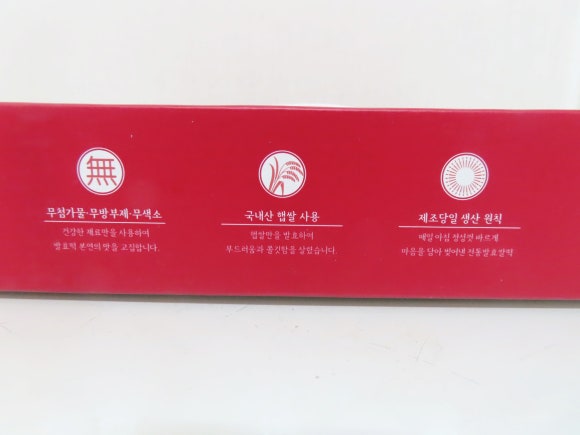 無
무첨가물·무방부제·무색소
건강한 재료만을 사용하여
발효떡 본연의 맛을 고집합니다.
국내산 햅쌀 사용
햅쌀만을 발효하여
부드러움과 쫄깃함을 살렸습니다.
제조당일 생산 원칙
매일 아침 정성껏 빠르게
마음을 담아 빚어낸 전통발효쌀떡